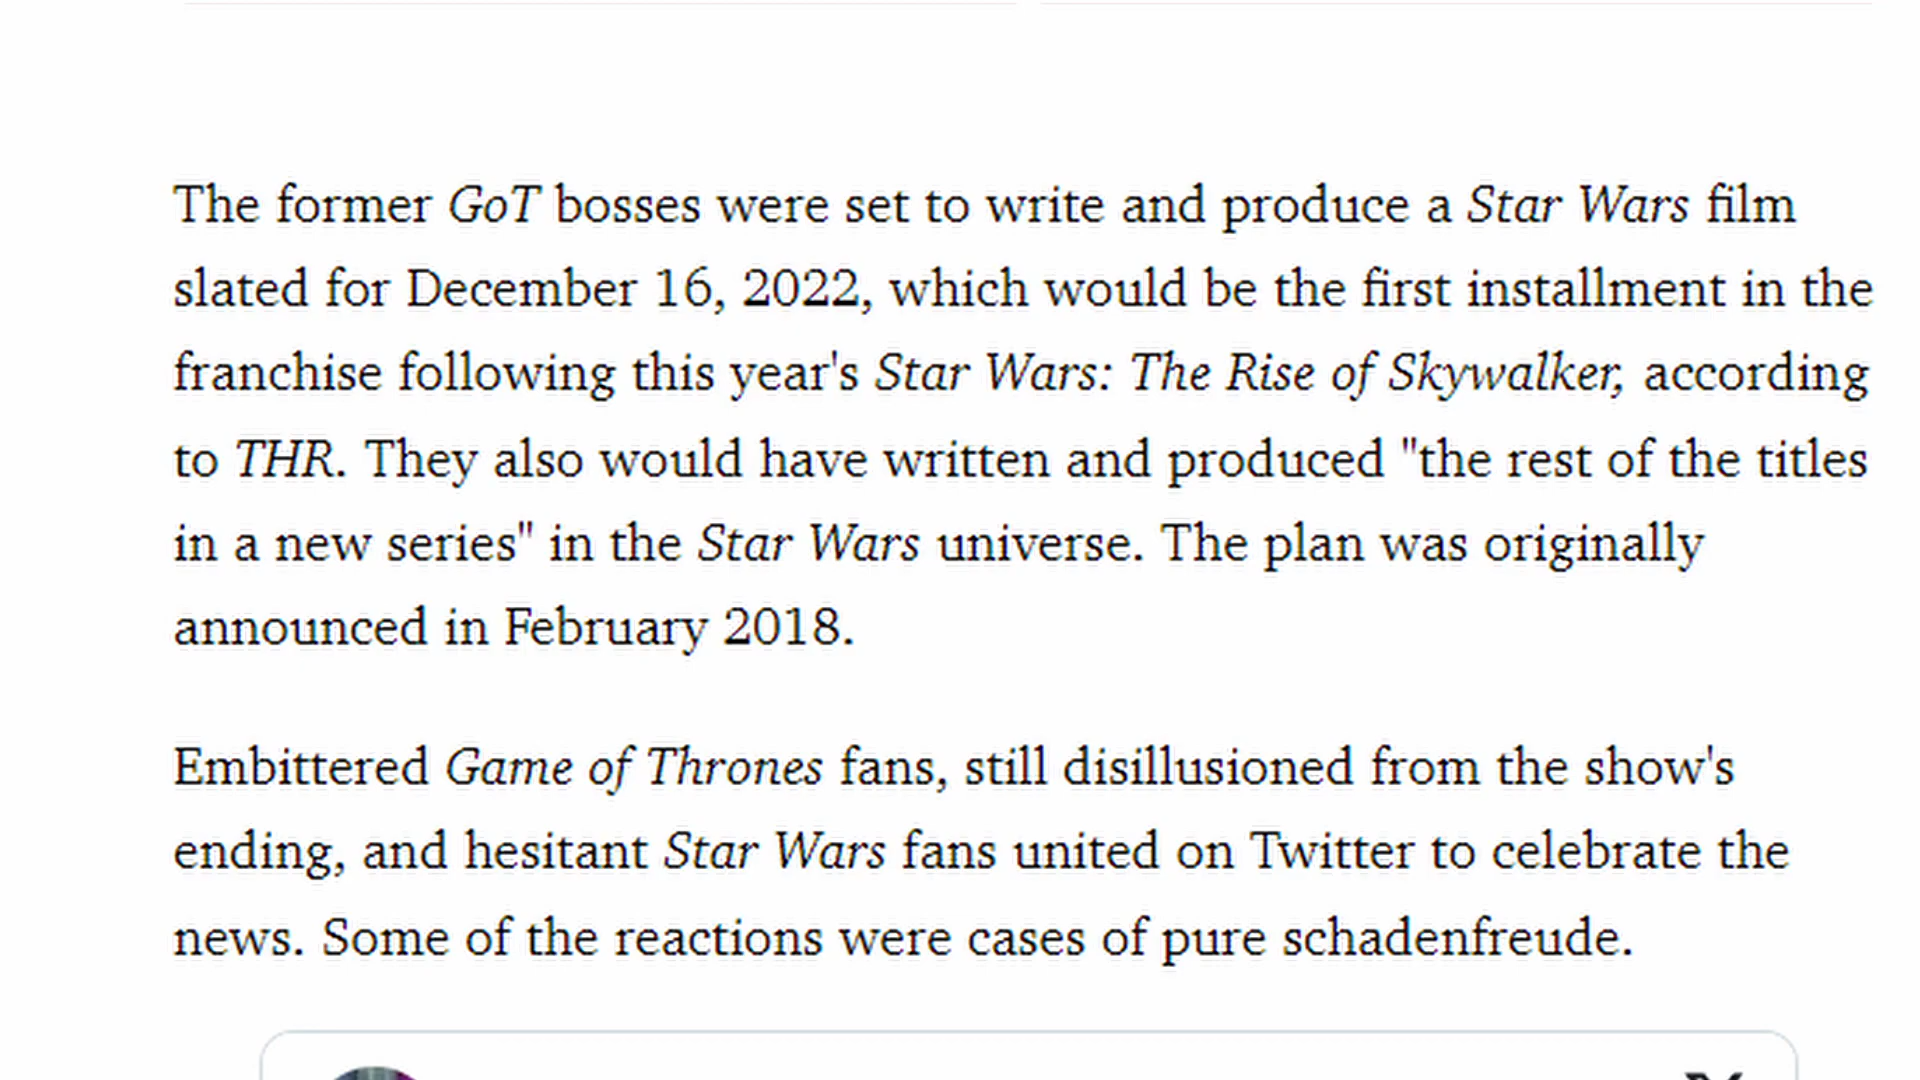 The former GoT bosses were set to write and produce a Star Wars film
slated for December 16, 2022, which would be the first installment in the
franchise following this year's Star Wars: The Rise of Skywalker, according
to THR. They also would have written and produced "the rest of the titles
in a new series" in the Star Wars universe. The plan was originally
announced in February 2018.
Embittered Game of Thrones fans, still disillusioned from the show's
ending, and hesitant Star Wars fans united on Twitter to celebrate the
news. Some of the reactions were cases of pure schadenfreude.